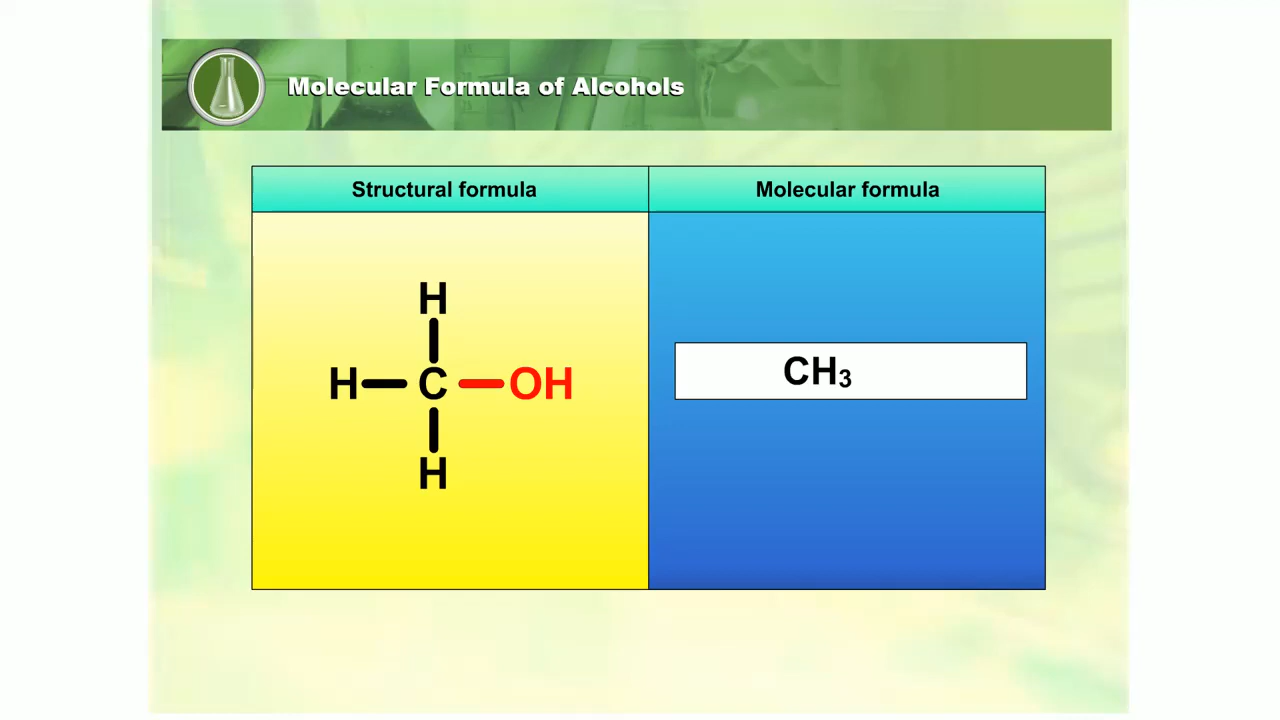 Molecular Formula of Alcohols
Structural formula
Molecular formula
H
H C OH
H
CH₃